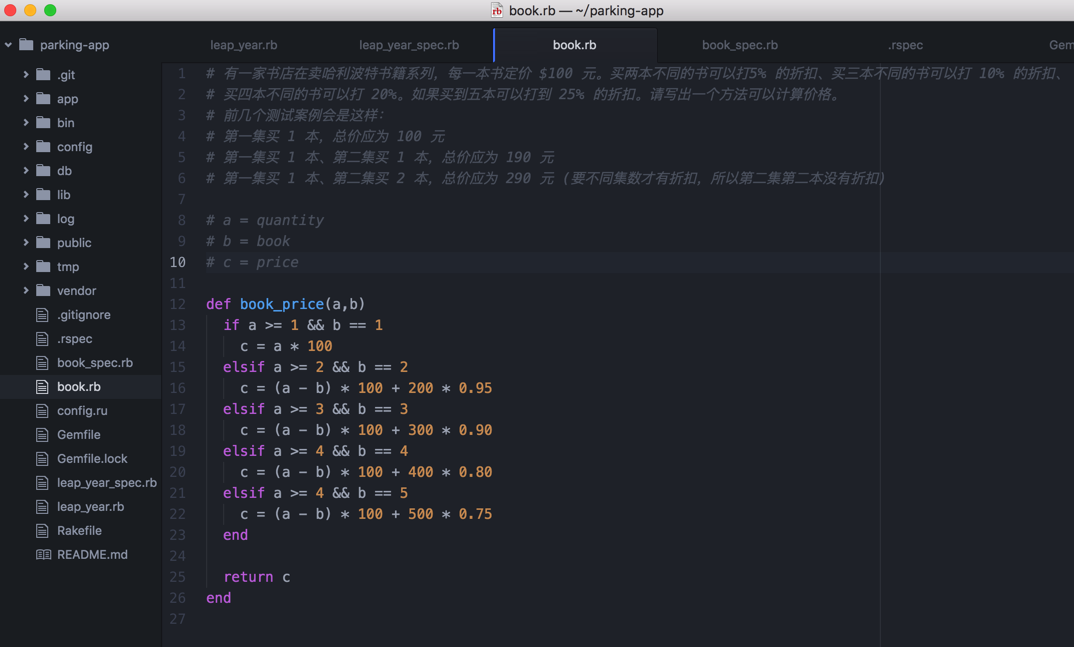 book.rb — ~/parking-app
parking-app
leap_year.rb
leap_year_spec.rb
book.rb
book_spec.rb
.rspec
Gem
.git
app
bin
config
db
lib
log
public
tmp
vendor
.gitignore
.rspec
book_spec.rb
book.rb
config.ru
Gemfile
Gemfile.lock
leap_year_spec.rb
leap_year.rb
Rakefile
README.md
1 # 有一家书店在卖哈利波特书籍系列，每一本书定价 $100 元。买两本不同的书可以打5% 的折扣、买三本不同的书可以打 10% 的折扣、
2 # 买四本不同的书可以打 20%。如果买到五本可以打到 25% 的折扣。请写出一个方法可以计算价格。
3 # 前几个测试案例会是这样：
4 # 第一集买 1 本，总价应为 100 元
5 # 第一集买 1 本、第二集买 1 本，总价应为 190 元
6 # 第一集买 1 本、第二集买 2 本，总价应为 290 元 (要不同集数才有折扣，所以第二集第二本没有折扣)
7
8 # a = quantity
9 # b = book
10 # c = price
11
12 def book_price(a,b)
13 if a >= 1 && b == 1
14 c = a * 100
15 elsif a >= 2 && b == 2
16 c = (a - b) * 100 + 200 * 0.95
17 elsif a >= 3 && b == 3
18 c = (a - b) * 100 + 300 * 0.90
19 elsif a >= 4 && b == 4
20 c = (a - b) * 100 + 400 * 0.80
21 elsif a >= 4 && b == 5
22 c = (a - b) * 100 + 500 * 0.75
23 end
24
25 return c
26 end
27